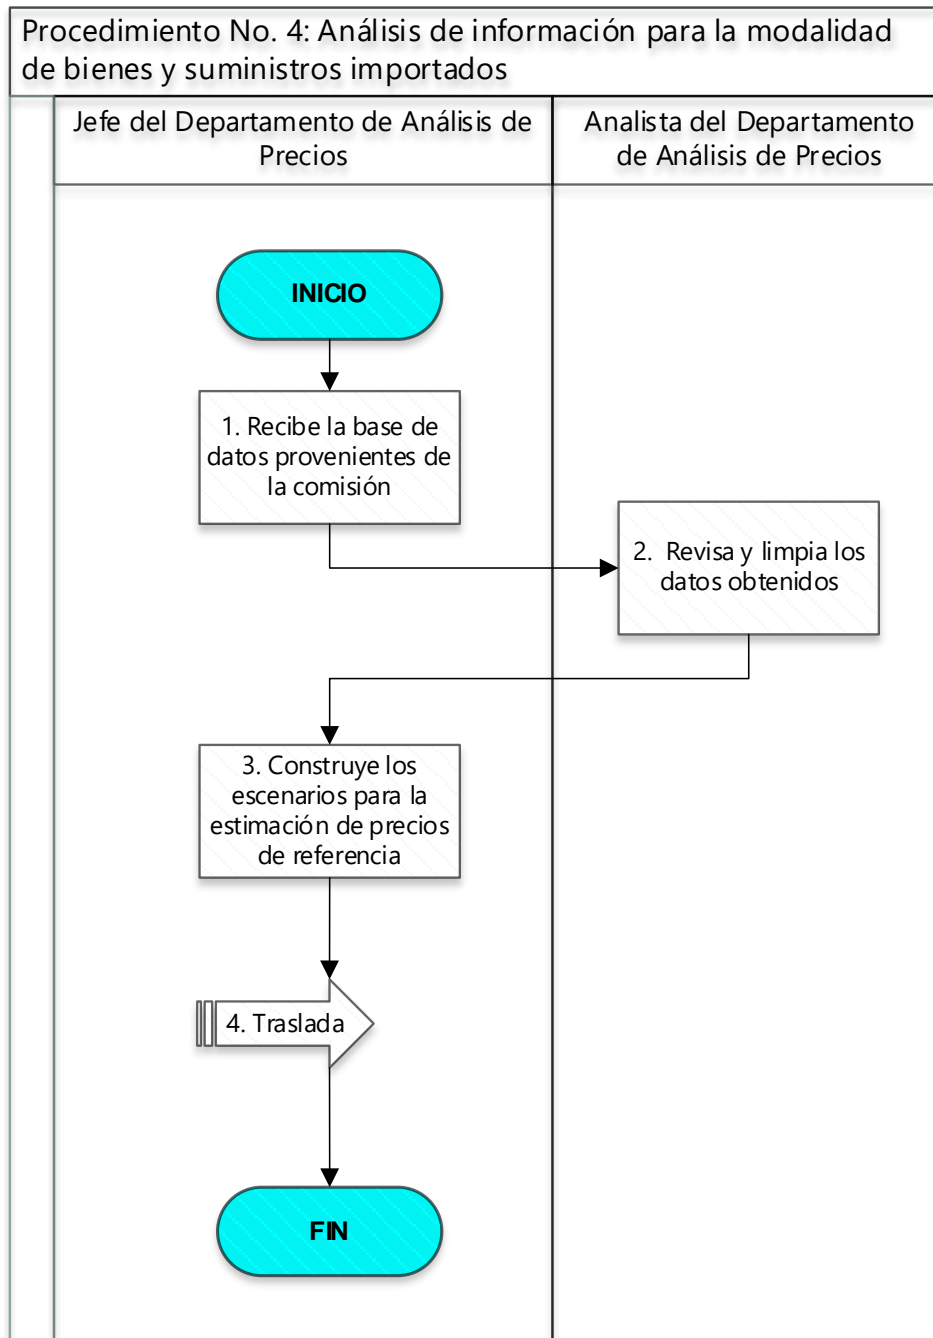 Procedimiento No. 4: Análisis de información para la modalidad
de bienes y suministros importados
Jefe del Departamento de Análisis de
Precios
Analista del Departamento
de Análisis de Precios
INICIO
1. Recibe la base de
datos provenientes de
la comisión
2. Revisa y limpia los
datos obtenidos
3. Construye los
escenarios para la
estimación de precios
de referencia
4. Traslada
FIN